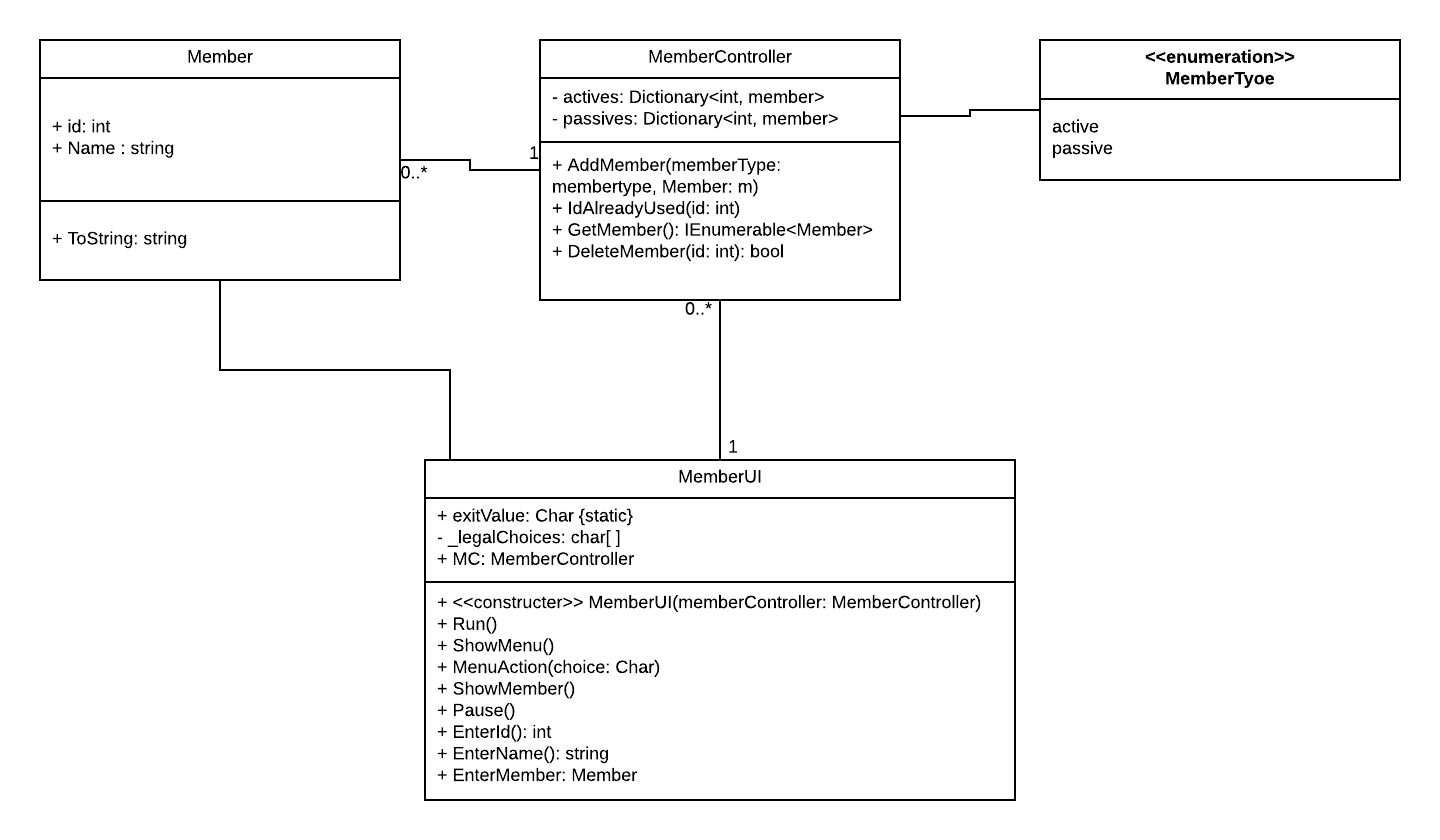 Member
+ id: int
+ Name : string
+ ToString: string
0..*
1
MemberController
- actives: Dictionary<int, member>
- passives: Dictionary<int, member>
+ AddMember(memberType:
membertype, Member: m)
+ IdAlreadyUsed(id: int)
+ GetMember(): IEnumerable<Member>
+ DeleteMember(id: int): bool
<<enumeration>>
MemberTyoe
active
passive
0..*
1
MemberUI
+ exitValue: Char {static}
- _legalChoices: char[ ]
+ MC: MemberController
+ <<constructer>> MemberUI(memberController: MemberController)
+ Run()
+ ShowMenu()
+ MenuAction(choice: Char)
+ ShowMember()
+ Pause()
+ EnterId(): int
+ EnterName(): string
+ EnterMember: Member